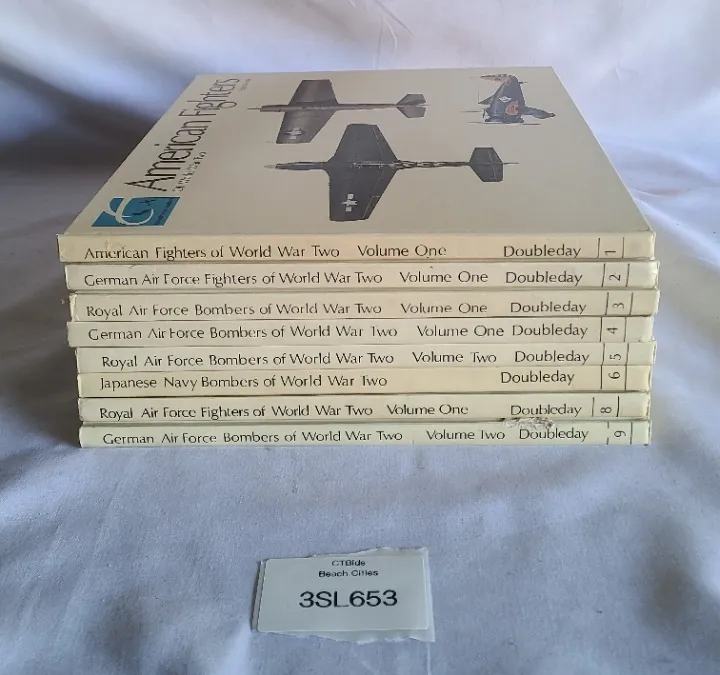 American Fighters
American Fighters of World War Two Volume One Doubleday 1
German Air Force Fighters of World War Two Volume One Doubleday 2
Royal Air Force Bombers of World War Two Volume One Doubleday 3
German Air Force Bombers of World War Two Volume One Doubleday 4
Royal Air Force Bombers of World War Two Volume Two Doubleday 5
Japanese Navy Bombers of World War Two Doubleday 6
Royal Air Force Fighters of World War Two Volume One Doubleday 8
German Air Force Bombers of World War Two Volume Two Doubleday 9
CTBids
Beach Cities
3SL653